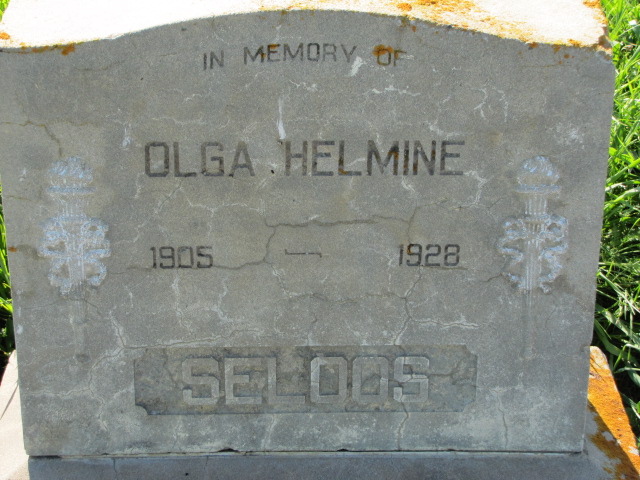 IN MEMORY OF
OLGA HELMINE
1905 — 1928
SELOOS